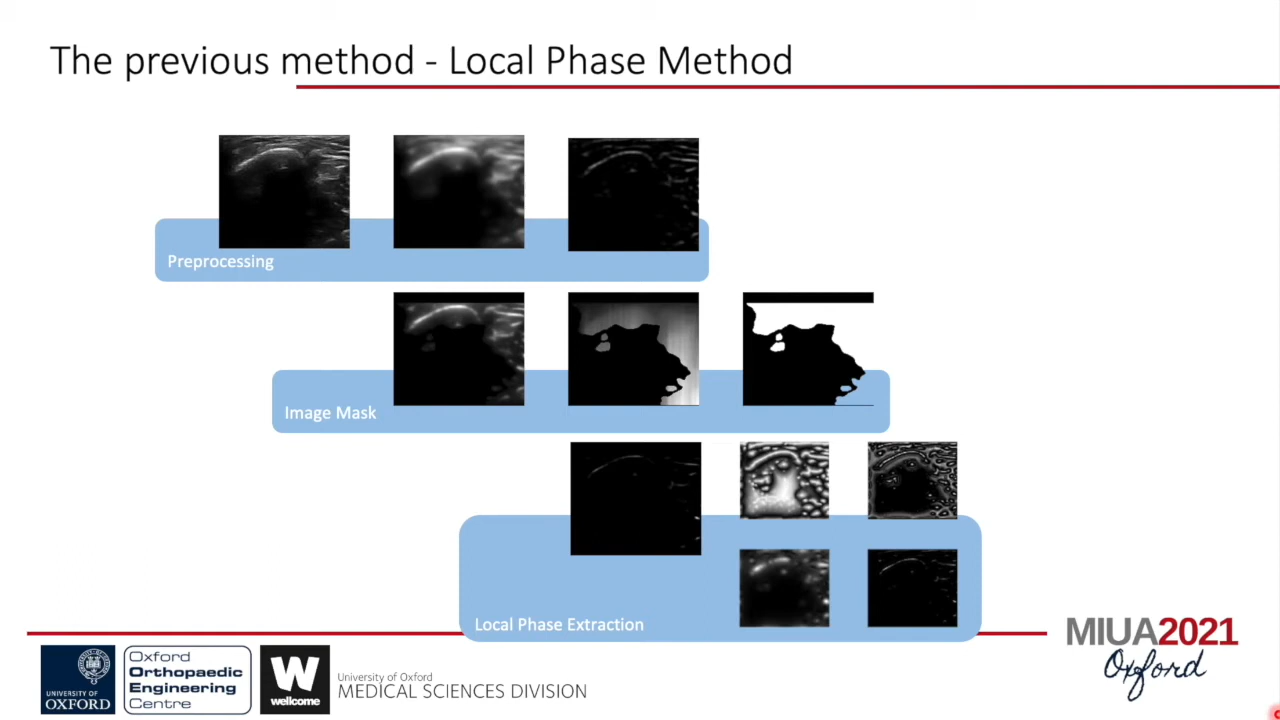 The previous method - Local Phase Method
Preprocessing
Image Mask
Local Phase Extraction
MIUA2021
Oxford
UNIVERSITY OF
OXFORD
Oxford
Orthopaedic
Engineering
Centre
W
wellcome
University of Oxford
MEDICAL SCIENCES DIVISION